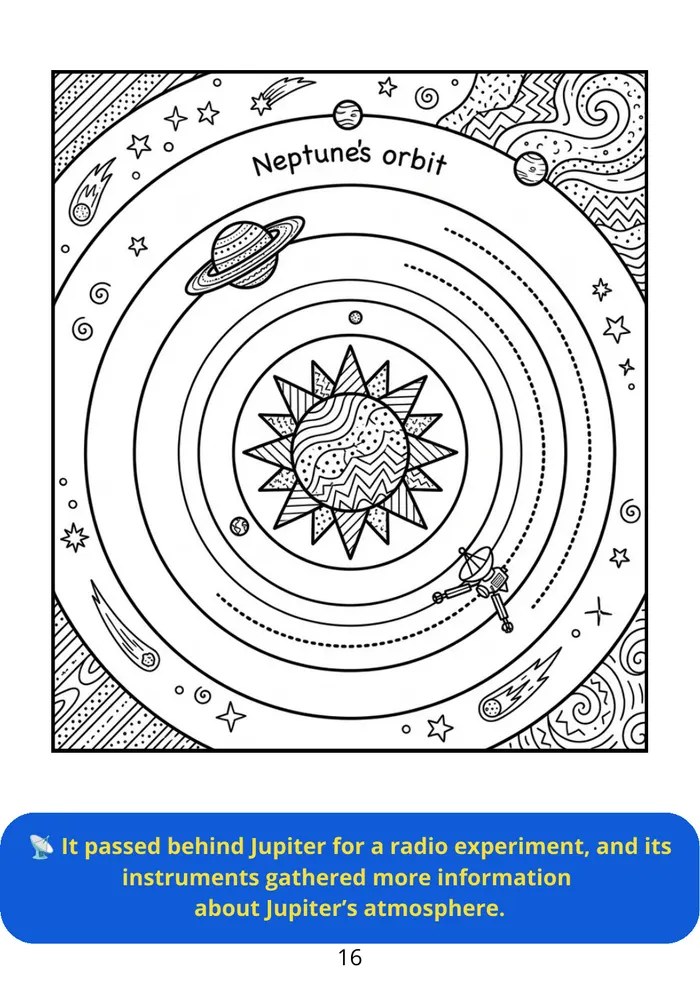 Neptune's orbit
📡 It passed behind Jupiter for a radio experiment, and its
instruments gathered more information
about Jupiter’s atmosphere.
16